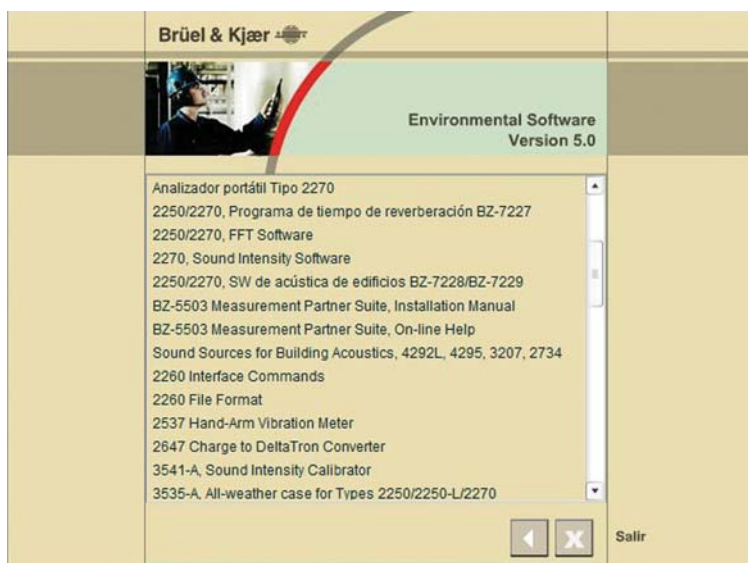 Brüel & Kjær
Environmental Software
Version 5.0
Analizador portátil Tipo 2270
2250/2270, Programa de tiempo de reverberación BZ-7227
2250/2270, FFT Software
2270, Sound Intensity Software
2250/2270, SW de acústica de edificios BZ-7228/BZ-7229
BZ-5503 Measurement Partner Suite, Installation Manual
BZ-5503 Measurement Partner Suite, On-line Help
Sound Sources for Building Acoustics, 4292L, 4295, 3207, 2734
2260 Interface Commands
2260 File Format
2537 Hand-Arm Vibration Meter
2647 Charge to DeltaTron Converter
3541-A, Sound Intensity Calibrator
3535-A, All-weather case for Types 2250/2250-L/2270
Salir